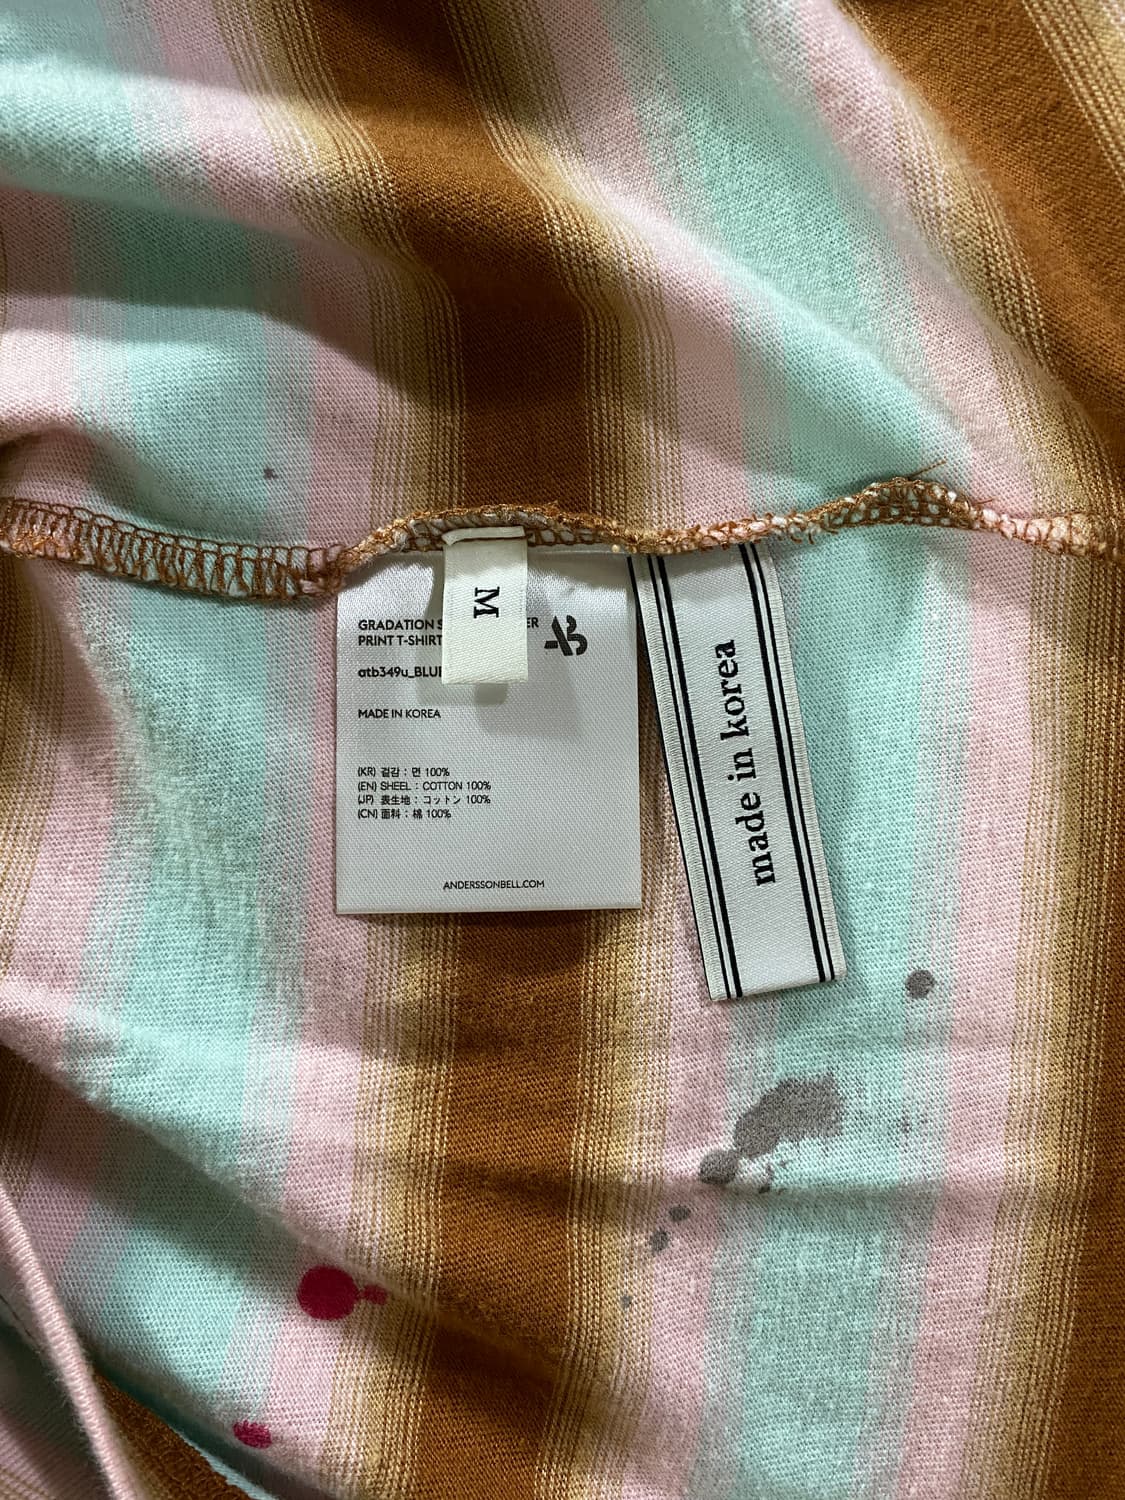 M
GRADATION
PRINT T-SHIRT
atb349u_BLU
MADE IN KOREA
(KR) 겉감 : 면 100%
(EN) SHEEL : COTTON 100%
(JP) 表生地 : コットン 100%
(CN) 面料 : 棉 100%
ANDERSSONBELL.COM
made in korea